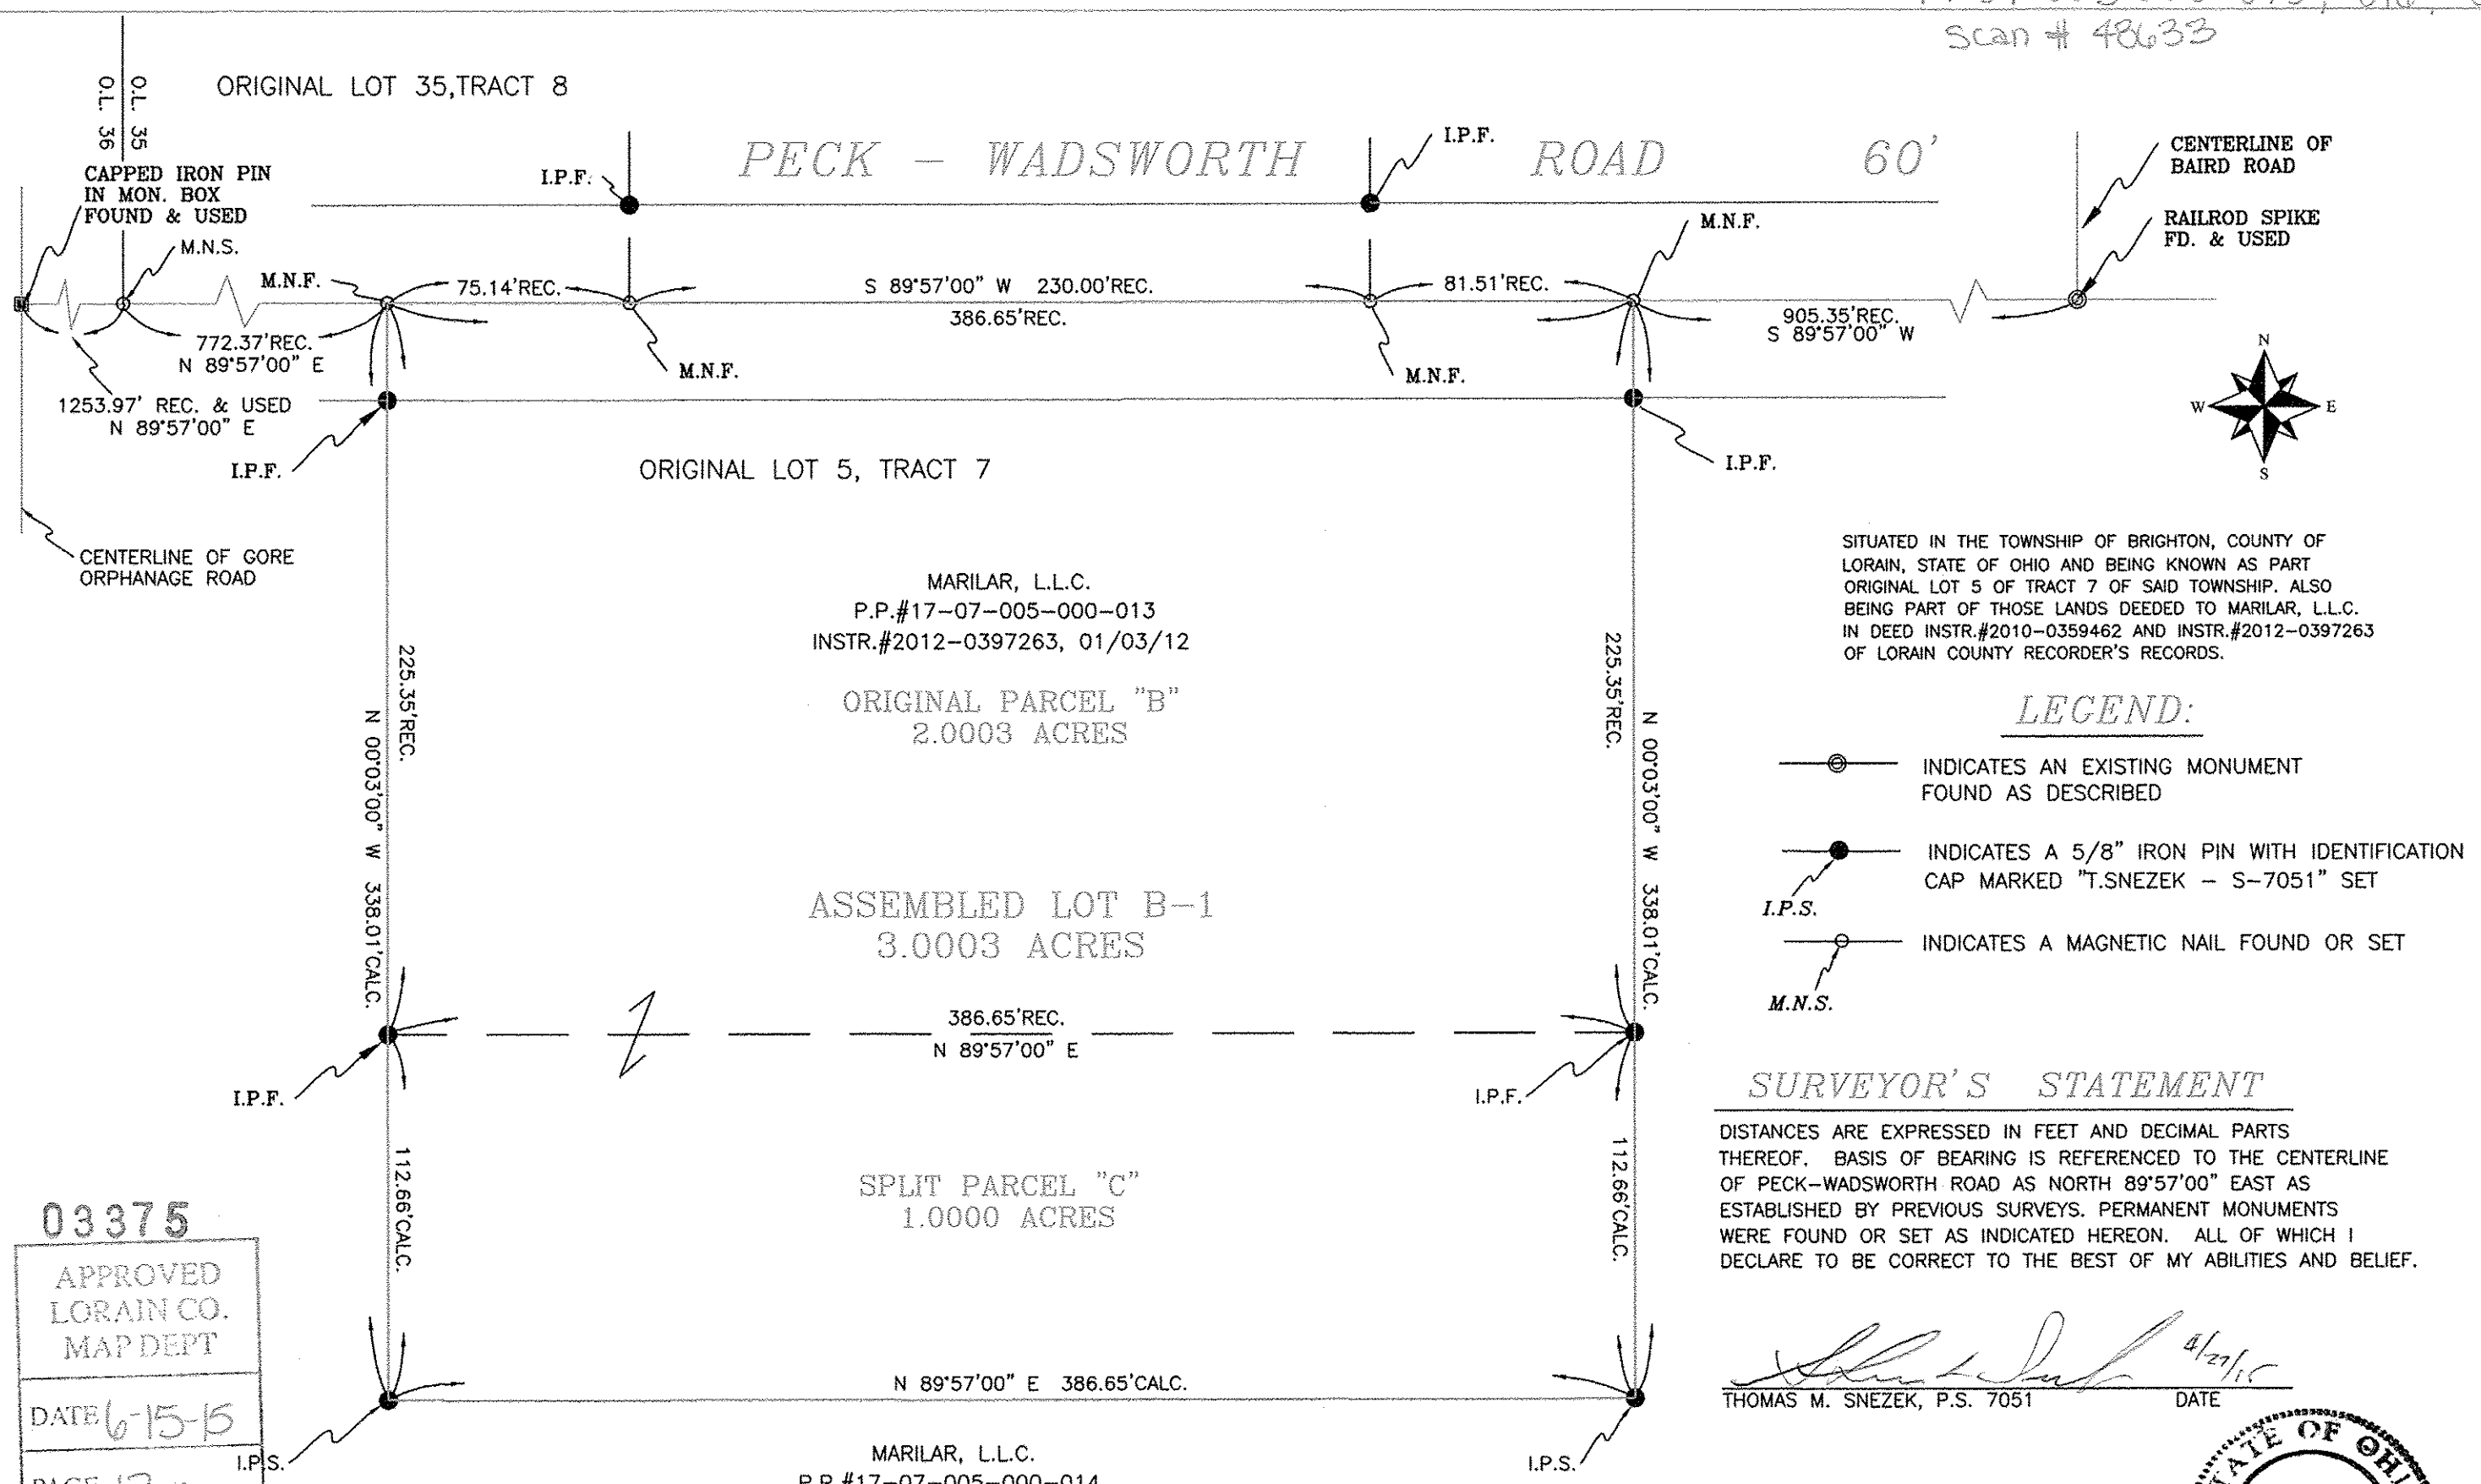 Scan # 48633
O.L. 35
O.L. 36
ORIGINAL LOT 35,TRACT 8
PECK – WADSWORTH ROAD 60'
CAPPED IRON PIN
IN MON. BOX
FOUND & USED
M.N.S.
I.P.F.
I.P.F.
CENTERLINE OF
BAIRD ROAD
RAILROD SPIKE
FD. & USED
M.N.F.
M.N.F.
75.14'REC.
S 89°57'00" W 230.00'REC.
386.65'REC.
81.51'REC.
905.35'REC.
S 89°57'00" W
772.37'REC.
N 89°57'00" E
M.N.F.
M.N.F.
1253.97' REC. & USED
N 89°57'00" E
N
W
E
S
I.P.F.
ORIGINAL LOT 5, TRACT 7
I.P.F.
CENTERLINE OF GORE
ORPHANAGE ROAD
MARILAR, L.L.C.
P.P.#17–07–005–000–013
INSTR.#2012–0397263, 01/03/12
ORIGINAL PARCEL "B"
2.0003 ACRES
225.35'REC.
N 00°03'00" W 338.01'CALC.
225.35'REC.
N 00°03'00" W 338.01'CALC.
ASSEMBLED LOT B–1
3.0003 ACRES
386.65'REC.
N 89°57'00" E
I.P.F.
I.P.F.
112.66'CALC.
112.66'CALC.
SPLIT PARCEL "C"
1.0000 ACRES
N 89°57'00" E 386.65'CALC.
I.P.S.
I.P.S.
MARILAR, L.L.C.
P.P.#17–07–005–000–014
SITUATED IN THE TOWNSHIP OF BRIGHTON, COUNTY OF
LORAIN, STATE OF OHIO AND BEING KNOWN AS PART
ORIGINAL LOT 5 OF TRACT 7 OF SAID TOWNSHIP. ALSO
BEING PART OF THOSE LANDS DEEDED TO MARILAR, L.L.C.
IN DEED INSTR.#2010–0359462 AND INSTR.#2012–0397263
OF LORAIN COUNTY RECORDER'S RECORDS.
LEGEND:
INDICATES AN EXISTING MONUMENT
FOUND AS DESCRIBED
INDICATES A 5/8" IRON PIN WITH IDENTIFICATION
CAP MARKED "T.SNEZEK – S–7051" SET
I.P.S.
INDICATES A MAGNETIC NAIL FOUND OR SET
M.N.S.
SURVEYOR'S STATEMENT
DISTANCES ARE EXPRESSED IN FEET AND DECIMAL PARTS
THEREOF. BASIS OF BEARING IS REFERENCED TO THE CENTERLINE
OF PECK–WADSWORTH ROAD AS NORTH 89°57'00" EAST AS
ESTABLISHED BY PREVIOUS SURVEYS. PERMANENT MONUMENTS
WERE FOUND OR SET AS INDICATED HEREON. ALL OF WHICH I
DECLARE TO BE CORRECT TO THE BEST OF MY ABILITIES AND BELIEF.
4/27/15
THOMAS M. SNEZEK, P.S. 7051 DATE
03375
APPROVED
LORAIN CO.
MAP DEPT
DATE 6-15-15
PAGE
STATE OF OHI